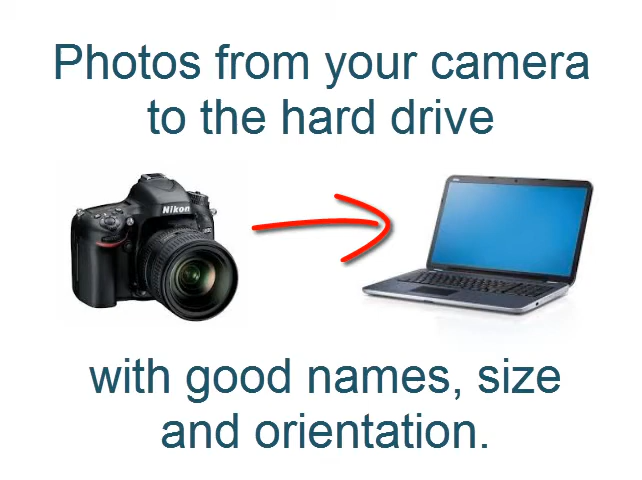 Photos from your camera
to the hard drive
Nikon
with good names, size
and orientation.